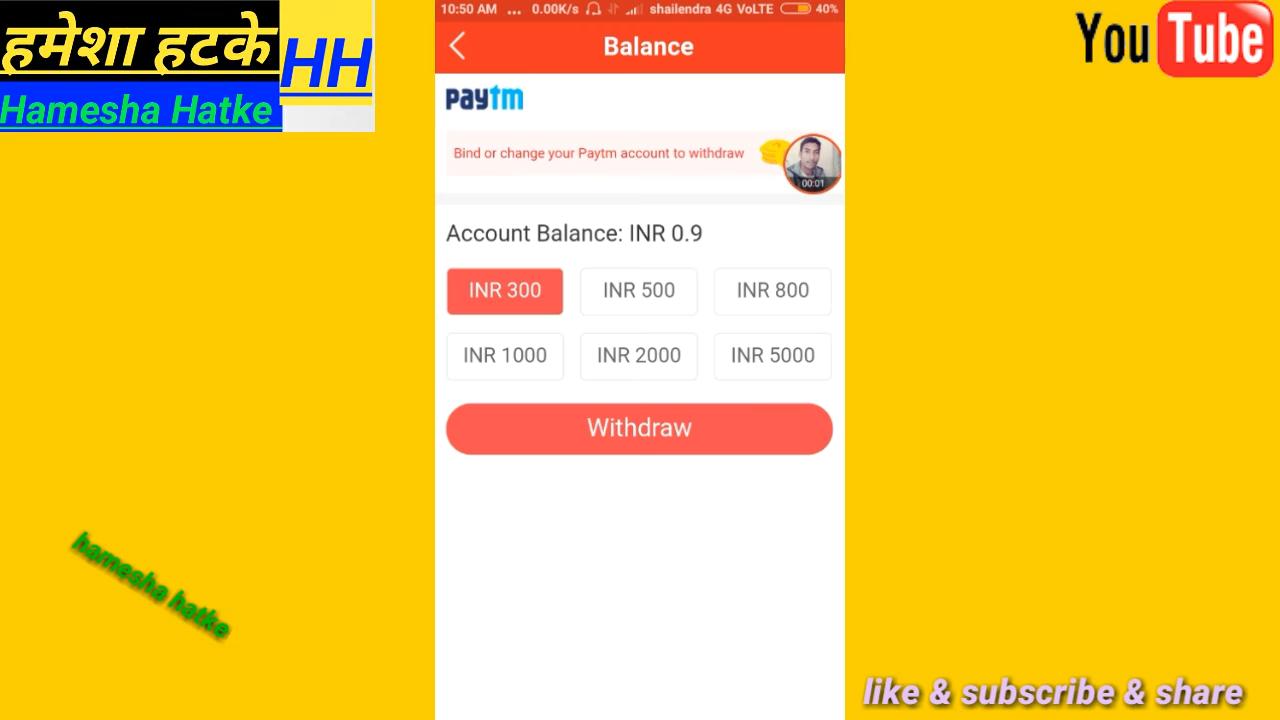 हमेशा हटके
HH
Hamesha Hatke
10:50 AM ... 0.00K/s shailendra 4G VoLTE 40%
Balance
You Tube
paytm
Bind or change your Paytm account to withdraw
00:01
Account Balance: INR 0.9
INR 300 INR 500 INR 800
INR 1000 INR 2000 INR 5000
Withdraw
hamesha hatke
like & subscribe & share